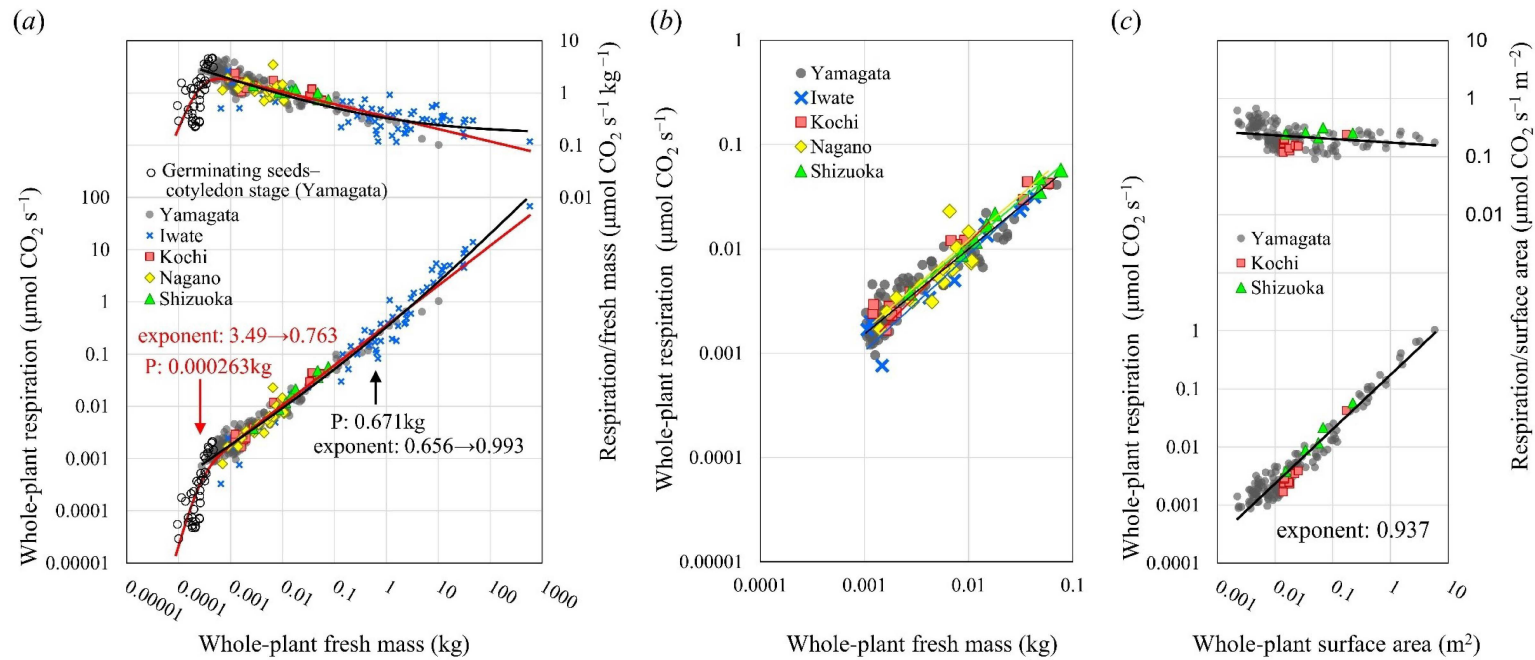 (a)
10
1
0.1
0.01
Respiration/fresh mass (μmol CO2 s−1 kg−1)
Germinating seeds–
cotyledon stage (Yamagata)
Yamagata
Iwate
Kochi
Nagano
Shizuoka
exponent: 3.49→0.763
P: 0.000263kg
P: 0.671kg
exponent: 0.656→0.993
Whole-plant respiration (μmol CO2 s−1)
100
10
1
0.1
0.01
0.001
0.0001
0.00001
0.00001
0.0001
0.001
0.01
0.1
1
10
100
1000
Whole-plant fresh mass (kg)
(b)
Yamagata
Iwate
Kochi
Nagano
Shizuoka
Whole-plant respiration (μmol CO2 s−1)
1
0.1
0.01
0.001
0.0001
0.00001
0.0001
0.001
0.01
0.1
Whole-plant fresh mass (kg)
(c)
10
1
0.1
0.01
Respiration/surface area (μmol CO2 s−1 m−2)
Yamagata
Kochi
Shizuoka
Whole-plant respiration (μmol CO2 s−1)
1
0.1
0.01
0.001
0.0001
exponent: 0.937
0.001
0.01
0.1
1
10
Whole-plant surface area (m2)